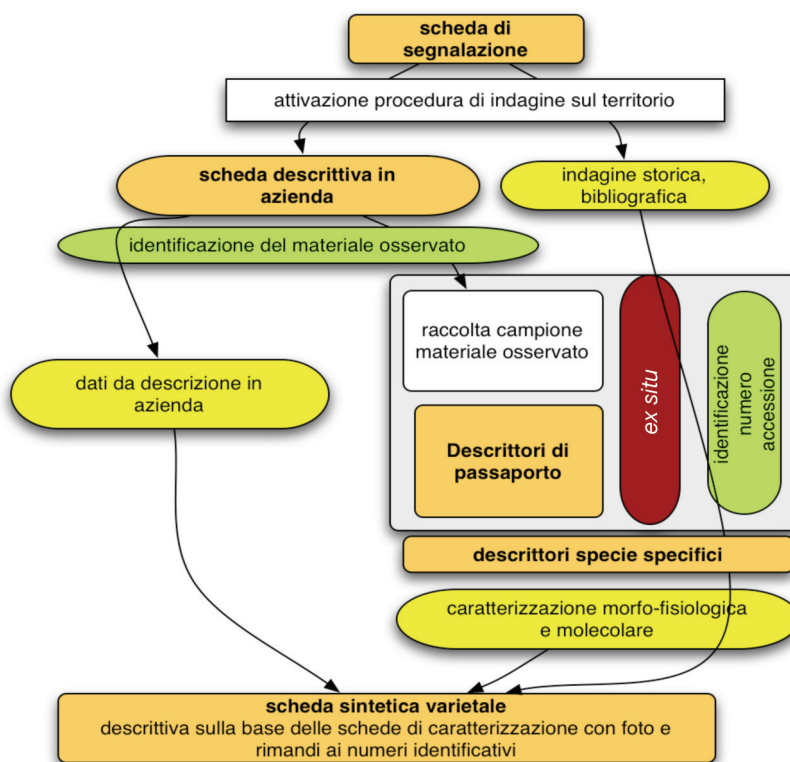 scheda di
segnalazione
attivazione procedura di indagine sul territorio
scheda descrittiva in
azienda
indagine storica,
bibliografica
identificazione del materiale osservato
raccolta campione
materiale osservato
ex situ
identificazione
numero
accessione
dati da descrizione in
azienda
Descrittori di
passaporto
descrittori specie specifici
caratterizzazione morfo-fisiologica
e molecolare
scheda sintetica varietale
descrittiva sulla base delle schede di caratterizzazione con foto e
rimandi ai numeri identificativi